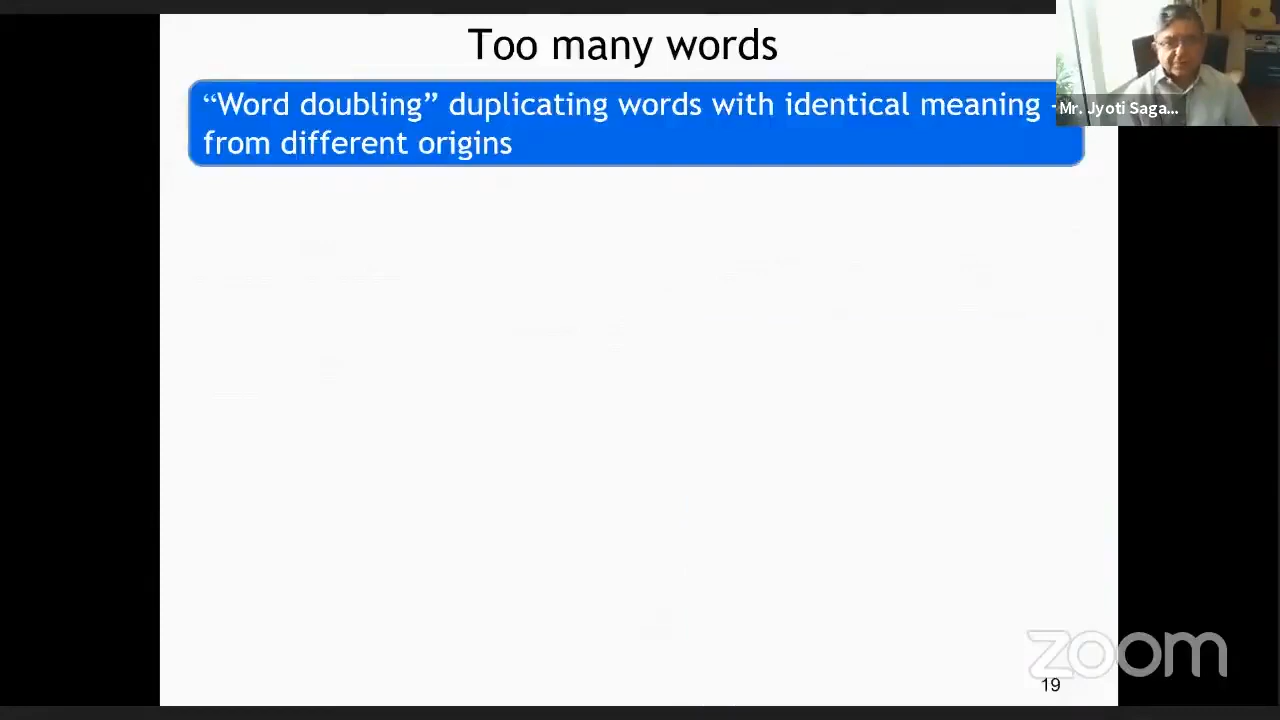 Too many words
“Word doubling” duplicating words with identical meaning -
from different origins
Mr. Jyoti Saga...
zoom
19